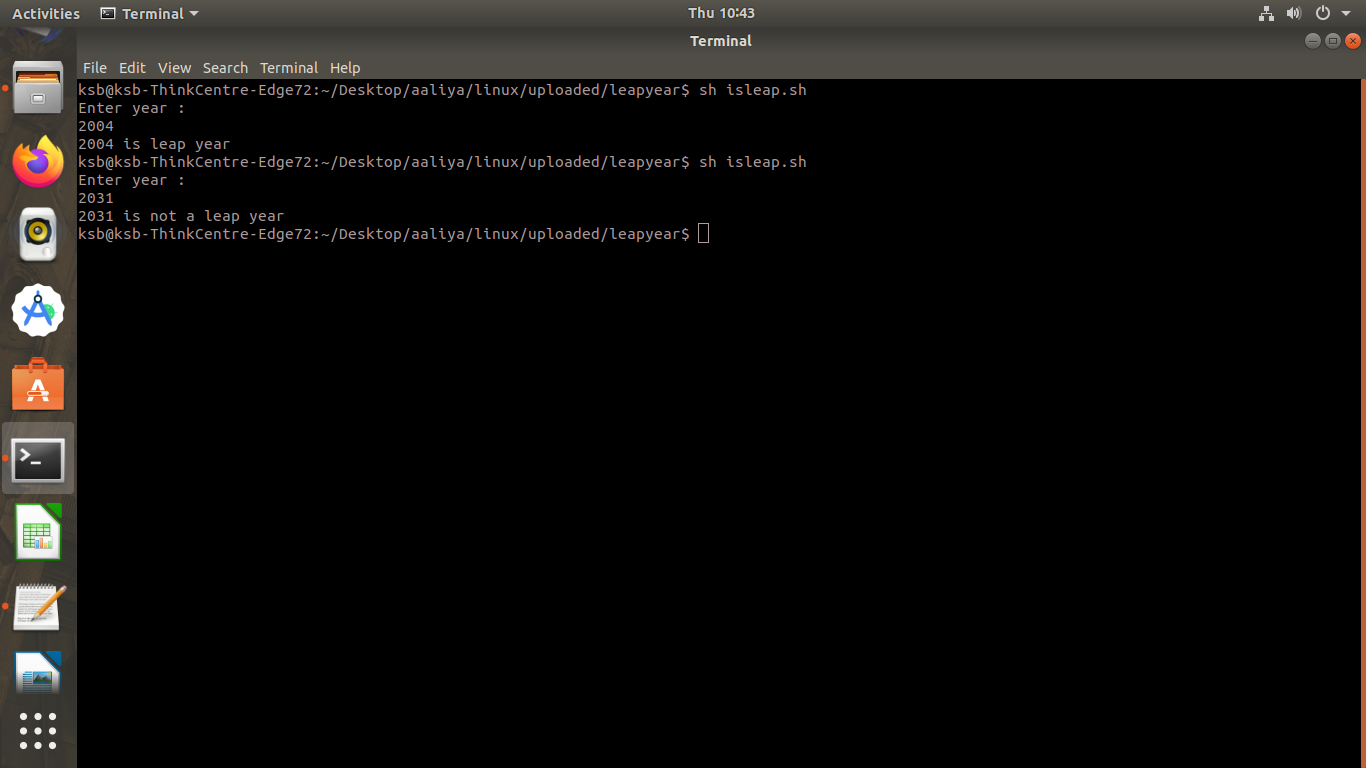 Activities Terminal Thu 10:43
Terminal
File Edit View Search Terminal Help
ksb@ksb-ThinkCentre-Edge72:~/Desktop/aaliya/linux/uploaded/leapyear$ sh isleap.sh
Enter year :
2004
2004 is leap year
ksb@ksb-ThinkCentre-Edge72:~/Desktop/aaliya/linux/uploaded/leapyear$ sh isleap.sh
Enter year :
2031
2031 is not a leap year
ksb@ksb-ThinkCentre-Edge72:~/Desktop/aaliya/linux/uploaded/leapyear$